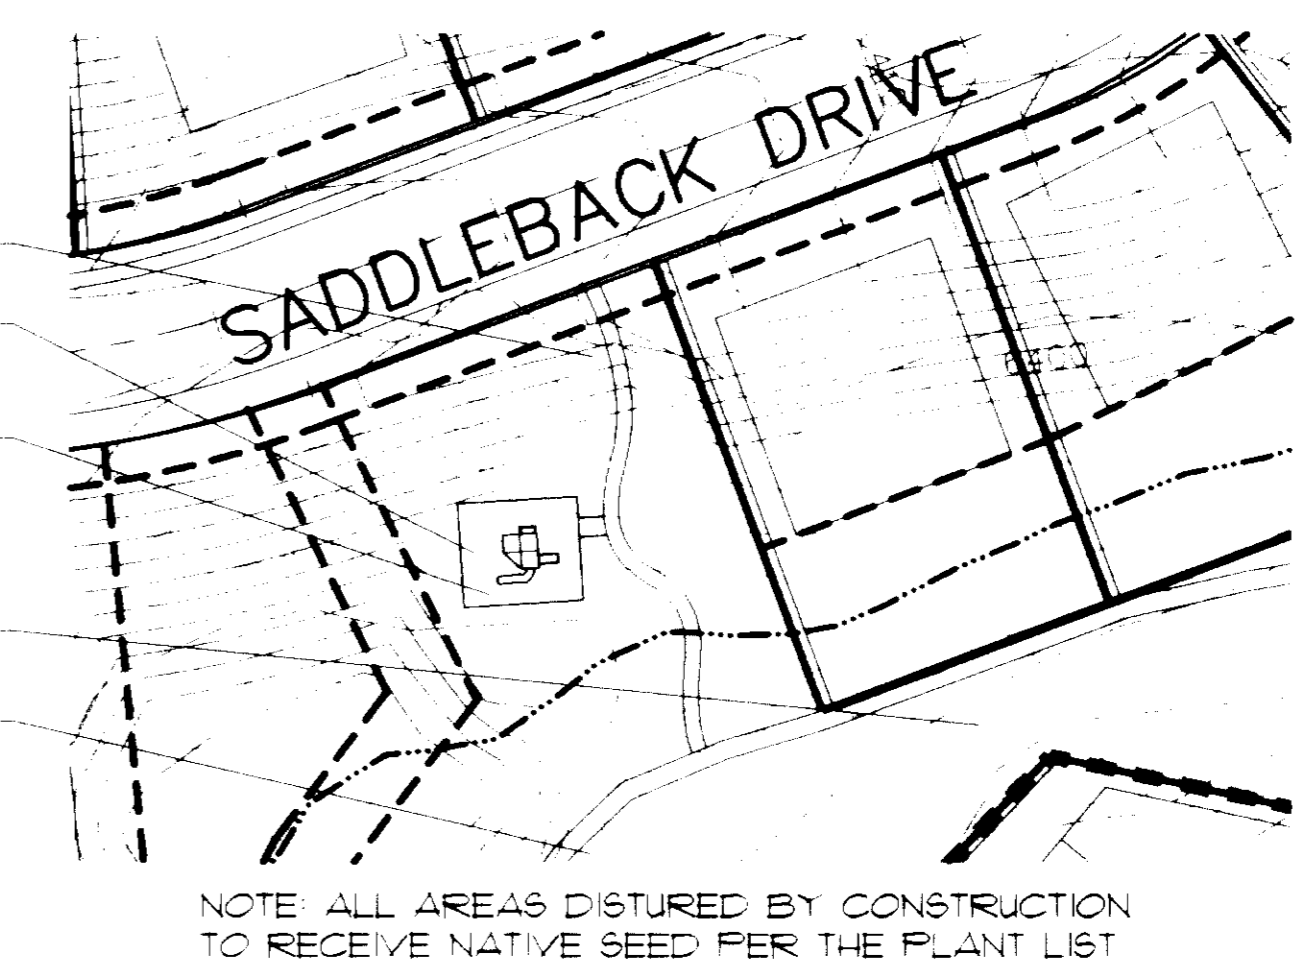 SADDLEBACK DRIVE
NOTE: ALL AREAS DISTURED BY CONSTRUCTION
TO RECEIVE NATIVE SEED PER THE PLANT LIST